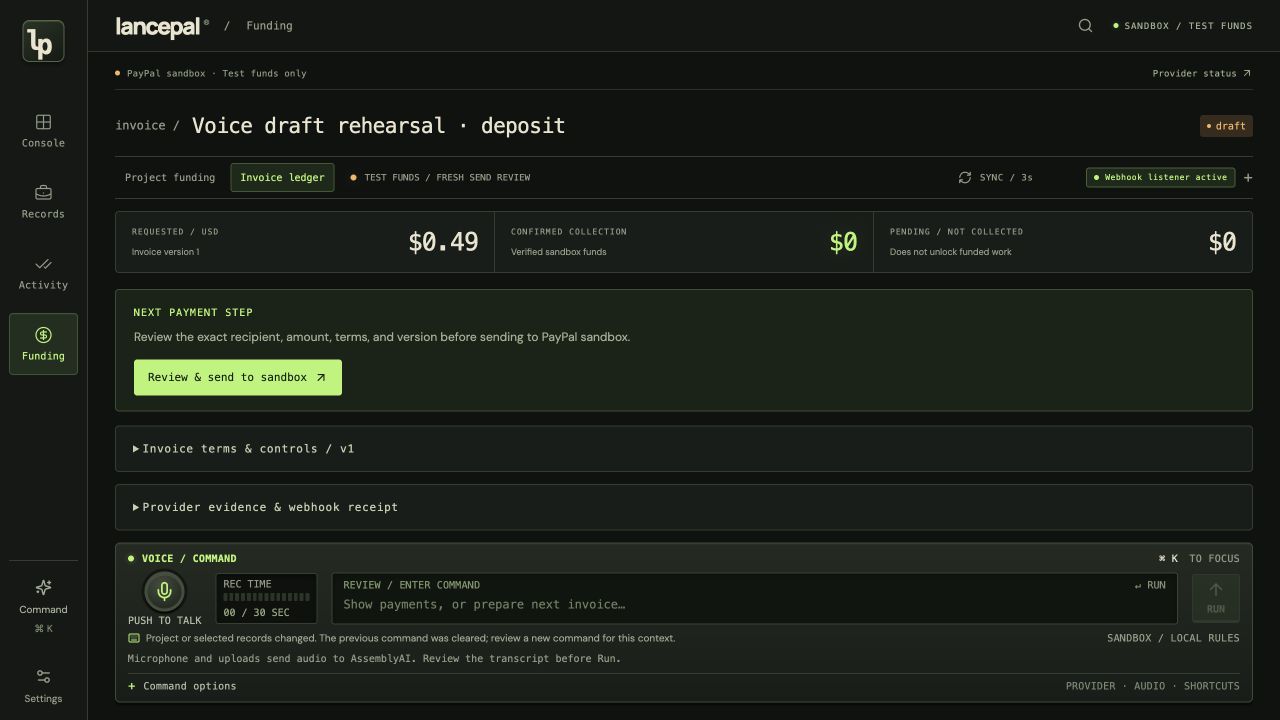 lp
lancepal® / Funding
SANDBOX / TEST FUNDS
PayPal sandbox · Test funds only
Provider status ↗
Console
Records
Activity
Funding
Command
⌘ K
Settings
invoice / Voice draft rehearsal · deposit
draft
Project funding
Invoice ledger
TEST FUNDS / FRESH SEND REVIEW
SYNC / 3s
Webhook listener active +
REQUESTED / USD
Invoice version 1
$0.49
CONFIRMED COLLECTION
Verified sandbox funds
$0
PENDING / NOT COLLECTED
Does not unlock funded work
$0
NEXT PAYMENT STEP
Review the exact recipient, amount, terms, and version before sending to PayPal sandbox.
Review & send to sandbox ↗
▶ Invoice terms & controls / v1
▶ Provider evidence & webhook receipt
VOICE / COMMAND
⌘ K TO FOCUS
PUSH TO TALK
REC TIME
00 / 30 SEC
REVIEW / ENTER COMMAND
↵ RUN
Show payments, or prepare next invoice…
RUN
Project or selected records changed. The previous command was cleared; review a new command for this context.
SANDBOX / LOCAL RULES
Microphone and uploads send audio to AssemblyAI. Review the transcript before Run.
+ Command options
PROVIDER · AUDIO · SHORTCUTS